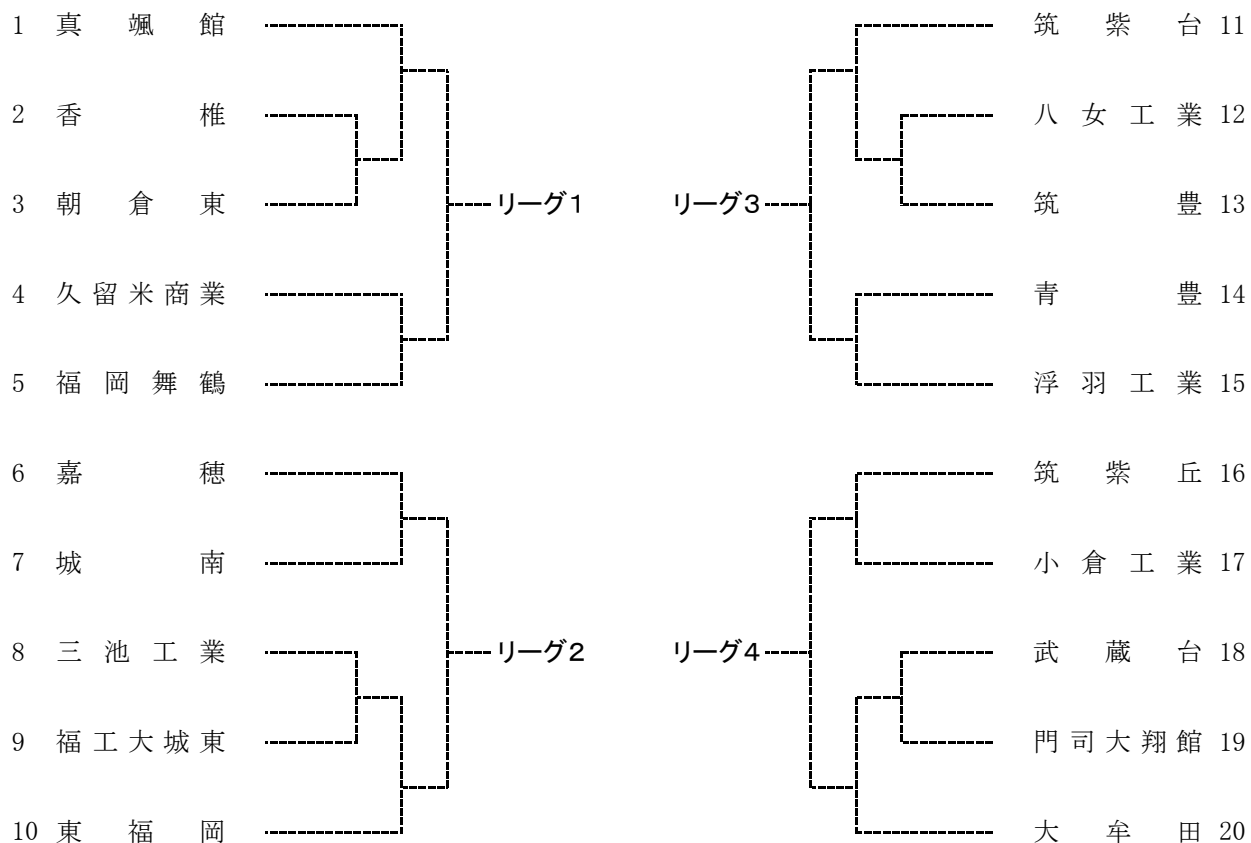 1 真颯館
2 香椎
3 朝倉東
4 久留米商業
5 福岡舞鶴
6 嘉穂
7 城南
8 三池工業
9 福工大城東
10 東福岡
リーグ1
リーグ2
リーグ3
リーグ4
筑紫台 11
八女工業 12
筑豊 13
青豊 14
浮羽工業 15
筑紫丘 16
小倉工業 17
武蔵台 18
門司大翔館 19
大牟田 20